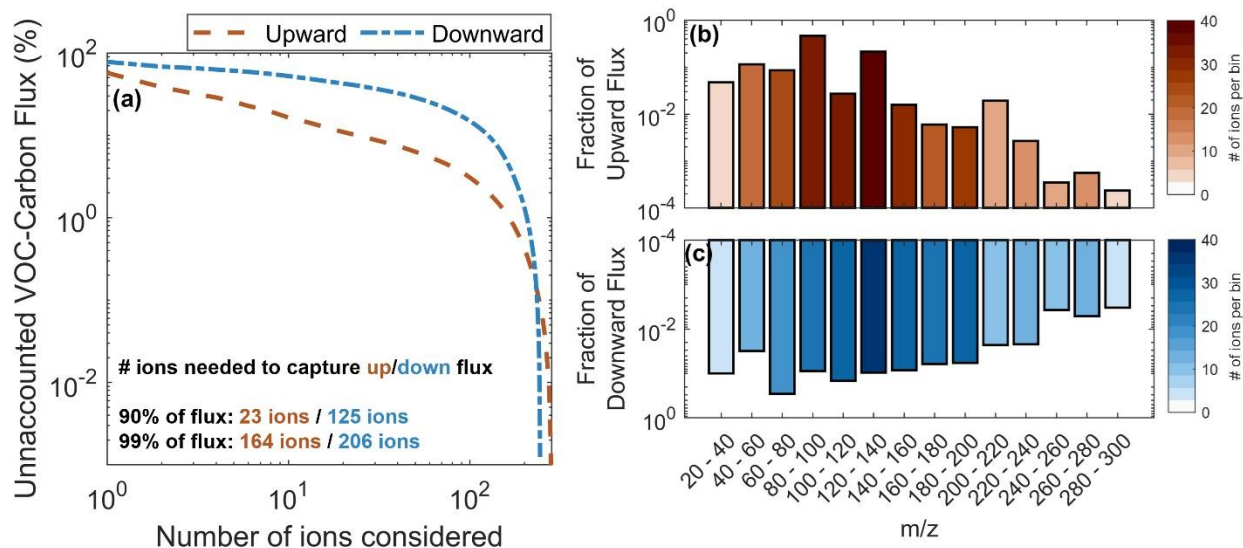 Upward Downward
(a)
Unnaccounted VOC-Carbon Flux (%)
10^2
10^0
10^-2
# ions needed to capture up/down flux
90% of flux: 23 ions / 125 ions
99% of flux: 164 ions / 206 ions
10^0 10^1 10^2
Number of ions considered
(b)
Fraction of
Upward Flux
10^0
10^-2
10^-4
40
30
20
10
0
# of ions per bin
(c)
Fraction of
Downward Flux
10^-4
10^-2
10^0
40
30
20
10
0
# of ions per bin
20 - 40
40 - 60
60 - 80
80 - 100
100 - 120
120 - 140
140 - 160
160 - 180
180 - 200
200 - 220
220 - 240
240 - 260
260 - 280
280 - 300
m/z